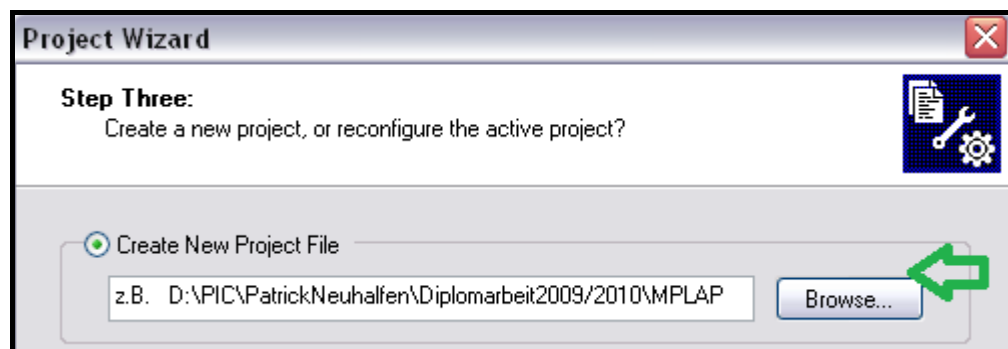 Project Wizard
Step Three:
Create a new project, or reconfigure the active project?
Create New Project File
z.B. D:\PIC\PatrickNeuhalfen\Diplomarbeit2009/2010\MPLAP
Browse...